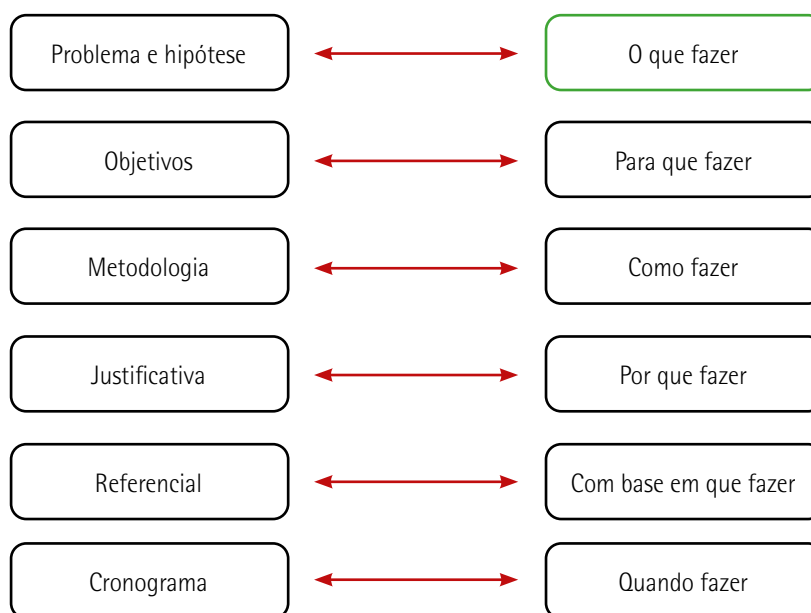 Problema e hipótese
O que fazer
Objetivos
Para que fazer
Metodologia
Como fazer
Justificativa
Por que fazer
Referencial
Com base em que fazer
Cronograma
Quando fazer